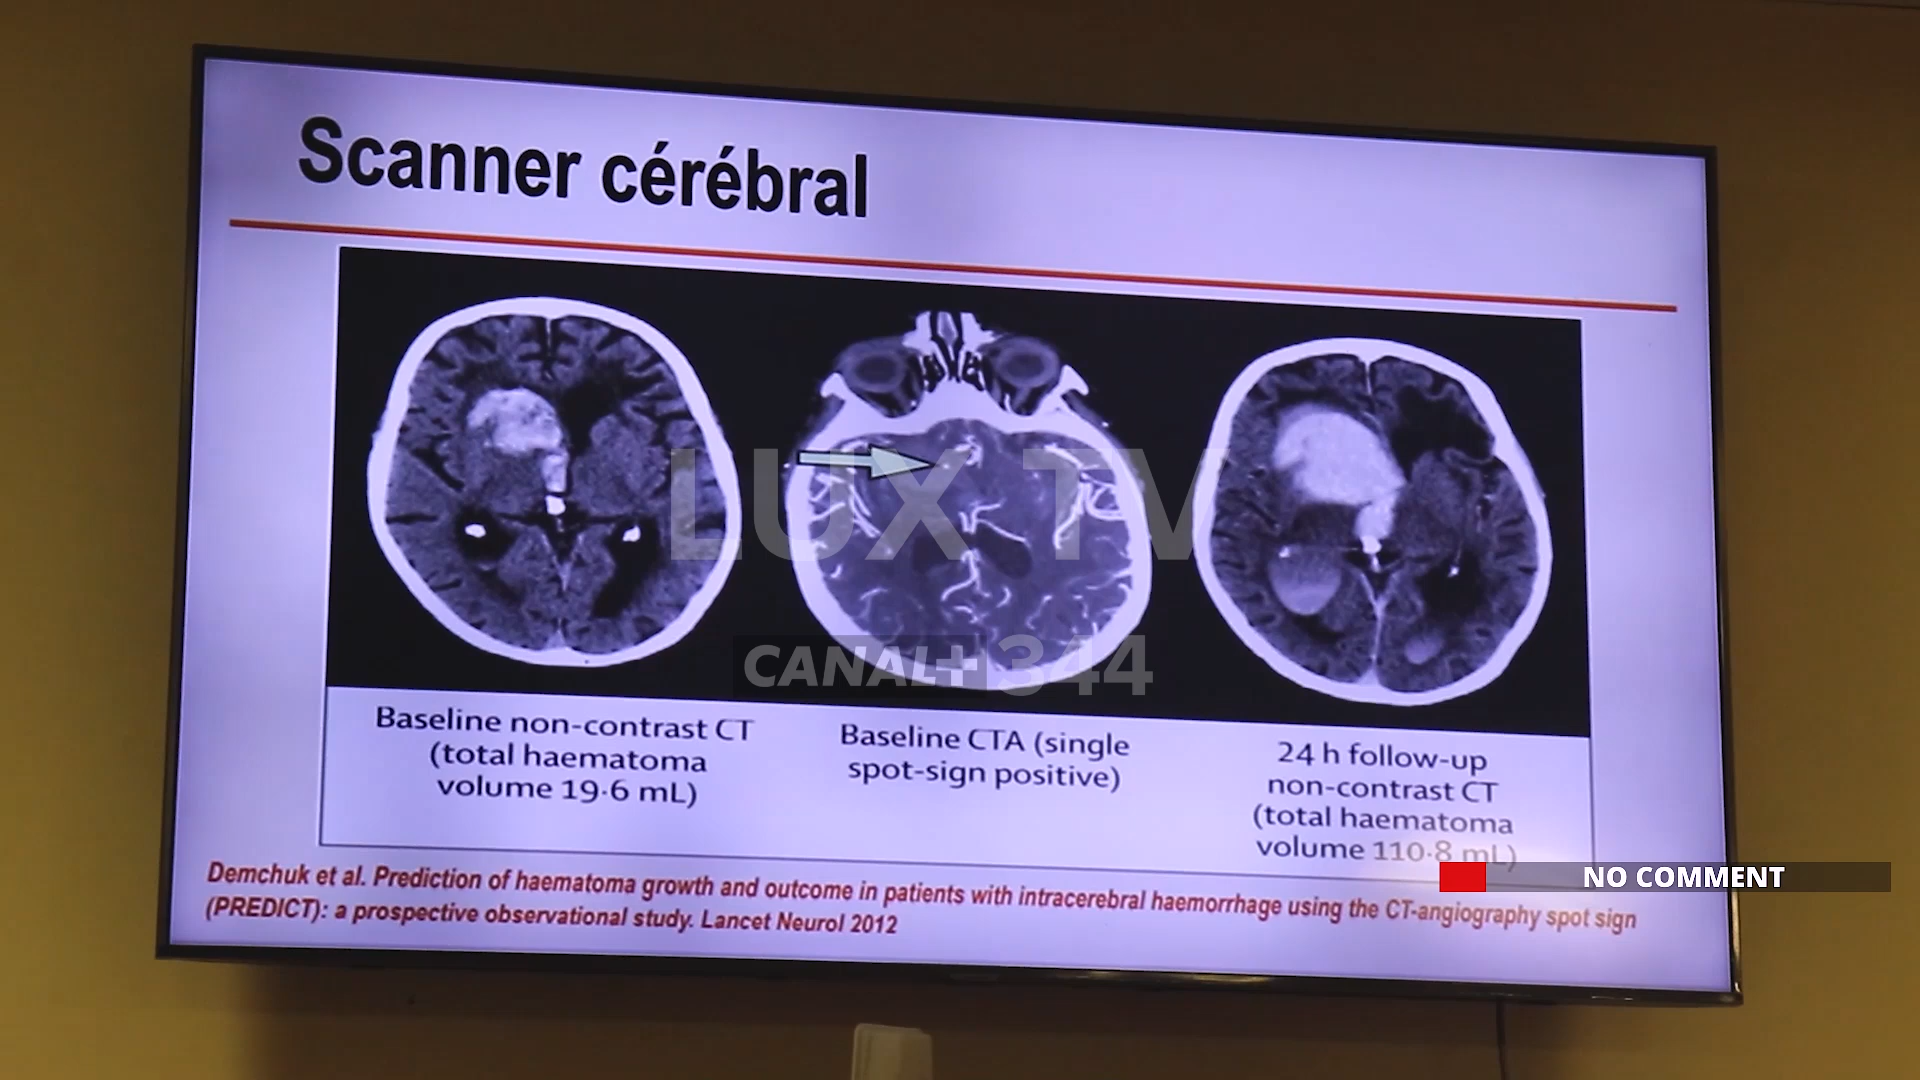 Scanner cérébral
LUX TV
CANAL+ 344
Baseline non-contrast CT
(total haematoma
volume 19·6 mL)
Baseline CTA (single
spot-sign positive)
24 h follow-up
non-contrast CT
(total haematoma
volume 110·8 mL)
NO COMMENT
Demchuk et al. Prediction of haematoma growth and outcome in patients with intracerebral haemorrhage using the CT-angiography spot sign
(PREDICT): a prospective observational study. Lancet Neurol 2012